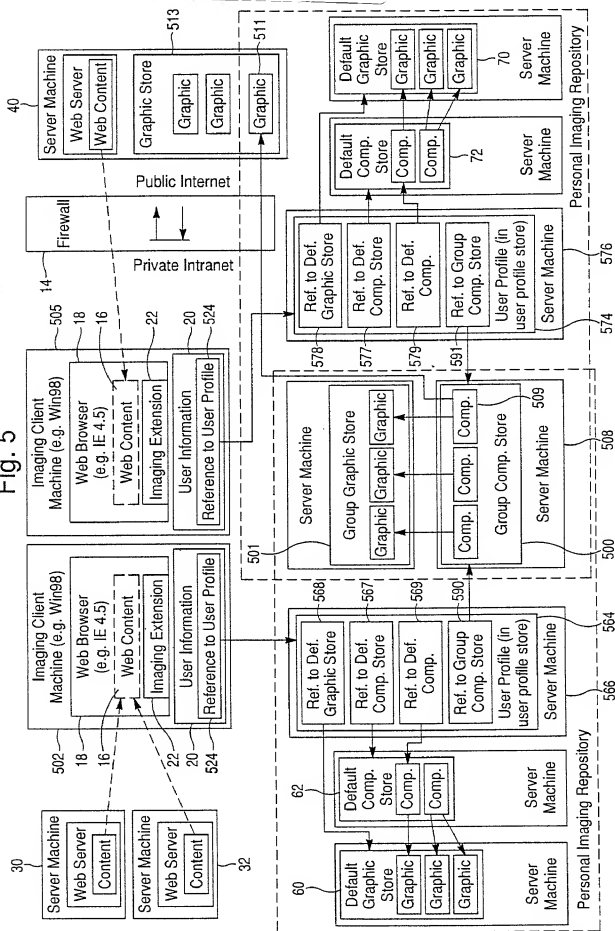 Fig. 5
30
Server Machine
Web Server
Content
Server Machine
Web Server
Content
32
502
Imaging Client
Machine (e.g. Win98)
Web Browser
(e.g. IE 4.5)
Web Content
Imaging Extension
User Information
Reference to User Profile
18
16
22
20
524
505
Imaging Client
Machine (e.g. Win98)
Web Browser
(e.g. IE 4.5)
Web Content
Imaging Extension
User Information
Reference to User Profile
18
16
22
20
524
14
Firewall
Private Intranet
Public Internet
40
Server Machine
Web Server
Web Content
Graphic Store
Graphic
Graphic
Graphic
513
511
60
Default
Graphic
Store
Graphic
Graphic
Graphic
Server
Machine
62
Default
Comp.
Store
Comp.
Comp.
Server
Machine
Ref. to Def.
Graphic Store
Ref. to Def.
Comp. Store
Ref. to Def.
Comp.
Ref. to Group
Comp. Store
User Profile (in
user profile store)
Server Machine
568
567
569
590
564
566
Personal Imaging Repository
501
Server Machine
Group Graphic Store
Graphic
Graphic
Graphic
Comp.
Comp.
Comp.
Group Comp. Store
Server Machine
509
508
500
578
577
579
591
574
576
Ref. to Def.
Graphic Store
Ref. to Def.
Comp. Store
Ref. to Def.
Comp.
Ref. to Group
Comp. Store
User Profile (in
user profile store)
Server Machine
Default
Comp.
Store
Comp.
Comp.
72
Server
Machine
Default
Graphic
Store
Graphic
Graphic
Graphic
70
Server
Machine
Personal Imaging Repository